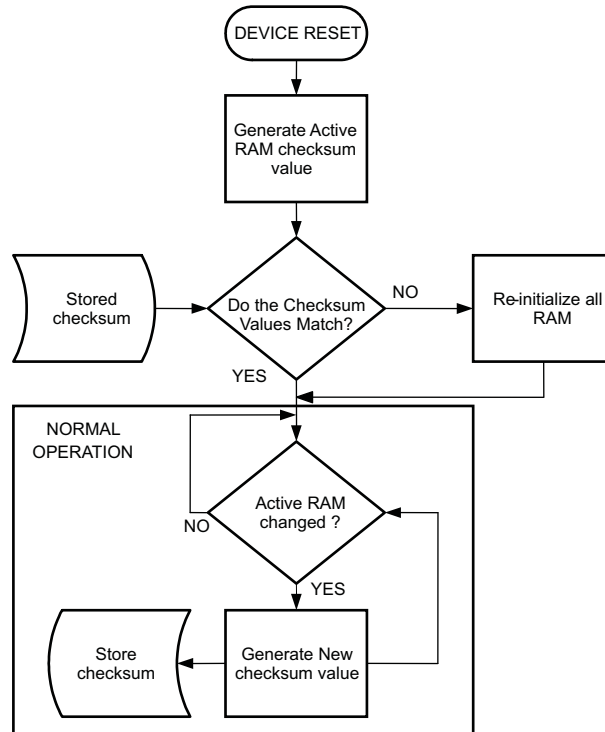 DEVICE RESET
Generate Active
RAM checksum
value
Stored
checksum
Do the Checksum
Values Match?
NO
Re-initialize all
RAM
YES
NORMAL
OPERATION
Active RAM
changed ?
NO
YES
Store
checksum
Generate New
checksum value